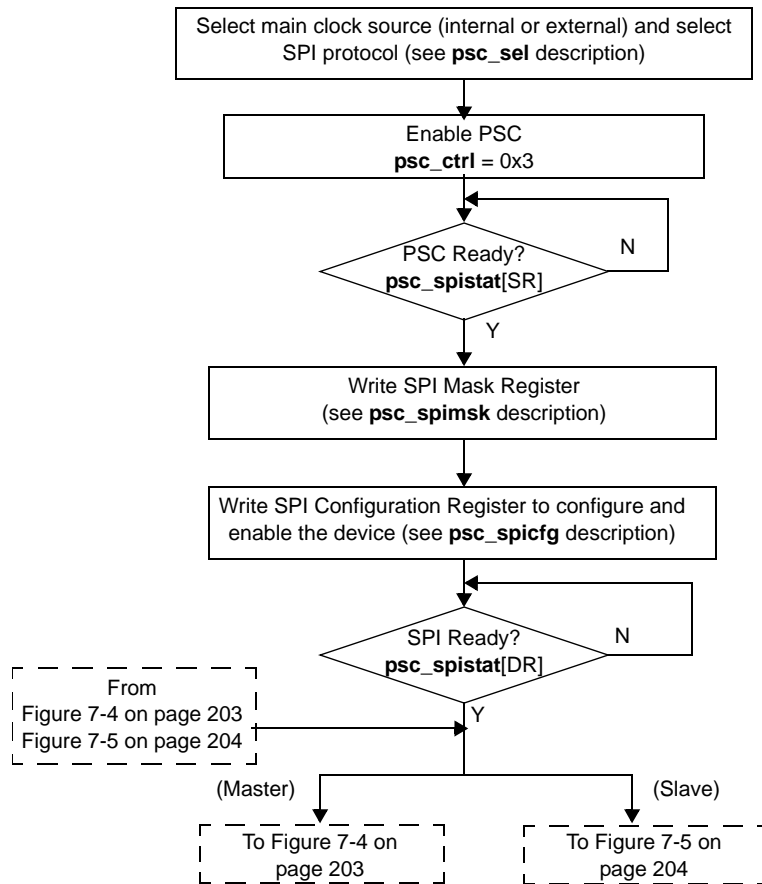 Select main clock source (internal or external) and select
SPI protocol (see psc_sel description)
Enable PSC
psc_ctrl = 0x3
PSC Ready?
psc_spistat[SR]
N
Y
Write SPI Mask Register
(see psc_spimsk description)
Write SPI Configuration Register to configure and
enable the device (see psc_spicfg description)
SPI Ready?
psc_spistat[DR]
N
Y
From
Figure 7-4 on page 203
Figure 7-5 on page 204
(Master)
(Slave)
To Figure 7-4 on
page 203
To Figure 7-5 on
page 204